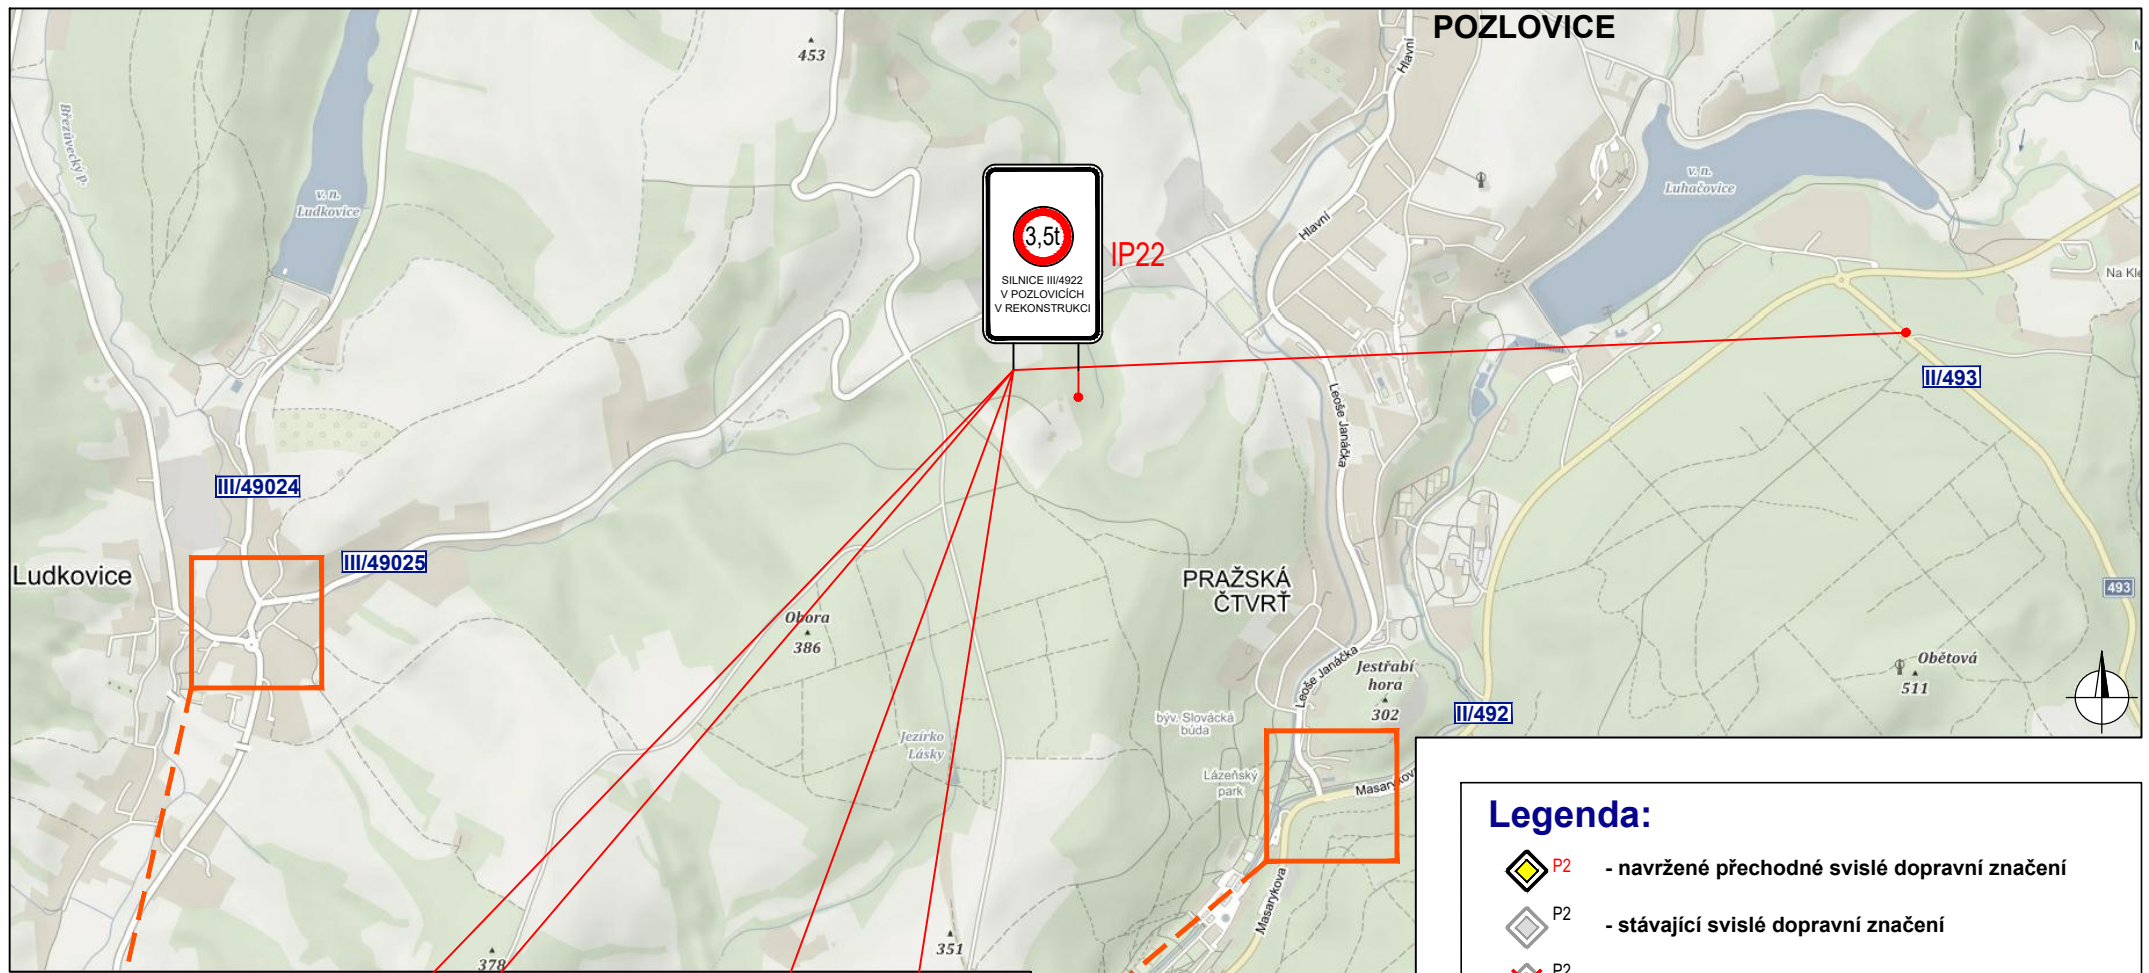 POZLOVICE
453
Hlavní
Březůvecký p.
v. n.
Ludkovice
v. n.
Luhačovice
3,5t
SILNICE III/4922
V POZLOVICÍCH
V REKONSTRUKCI
IP22
Hlavní
Na Kle
II/493
Leoše Janáčka
III/49024
III/49025
Ludkovice
PRAŽSKÁ
ČTVRŤ
493
Obora
386
Leoše Janáčka
Jestřabí
hora
302
Obětová
511
II/492
býv. Slovácká
búda
Jezírko
Lásky
Lázeňský
park
Masarykova
Masarykova
351
378
Legenda:
P2 - navržené přechodné svislé dopravní značení
P2 - stávající svislé dopravní značení
P2